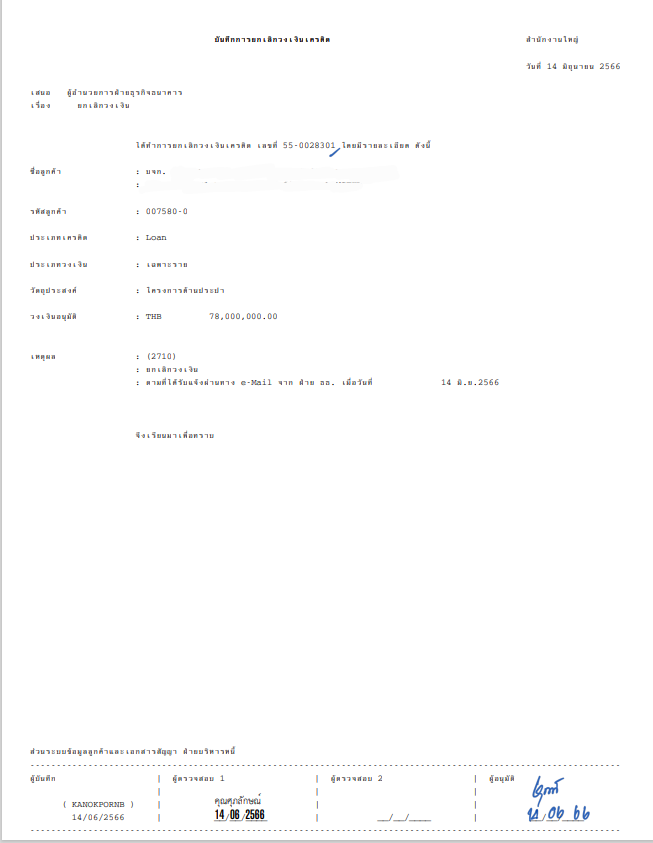 บันทึกการยกเลิกวงเงินเครดิต
สำนักงานใหญ่
วันที่ 14 มิถุนายน 2566
เสนอ ผู้อำนวยการฝ่ายธุรกิจธนาคาร
เรื่อง ยกเลิกวงเงิน
ได้ทำการยกเลิกวงเงินเครดิต เลขที่ 55-0028301 โดยมีรายละเอียด ดังนี้
ชื่อลูกค้า : บจก.
:
รหัสลูกค้า : 007580-0
ประเภทเครดิต : Loan
ประเภทวงเงิน : เฉพาะราย
วัตถุประสงค์ : โครงการด้านประปา
วงเงินอนุมัติ : THB 78,000,000.00
เหตุผล : (2710)
: ยกเลิกวงเงิน
: ตามที่ได้รับแจ้งผ่านทาง e-Mail จาก ฝ่าย ธธ. เมื่อวันที่ 14 มิ.ย.2566
จึงเรียนมาเพื่อทราบ
ส่วนระบบข้อมูลลูกค้าและเอกสารสัญญา ฝ่ายบริหารหนี้
ผู้บันทึก | ผู้ตรวจสอบ 1 | ผู้ตรวจสอบ 2 | ผู้อนุมัติ
( KANOKPORNB ) | คุณศุภลักษณ์ | |
14/06/2566 | 14/06/2566 | __/__/____ | 14/06/66